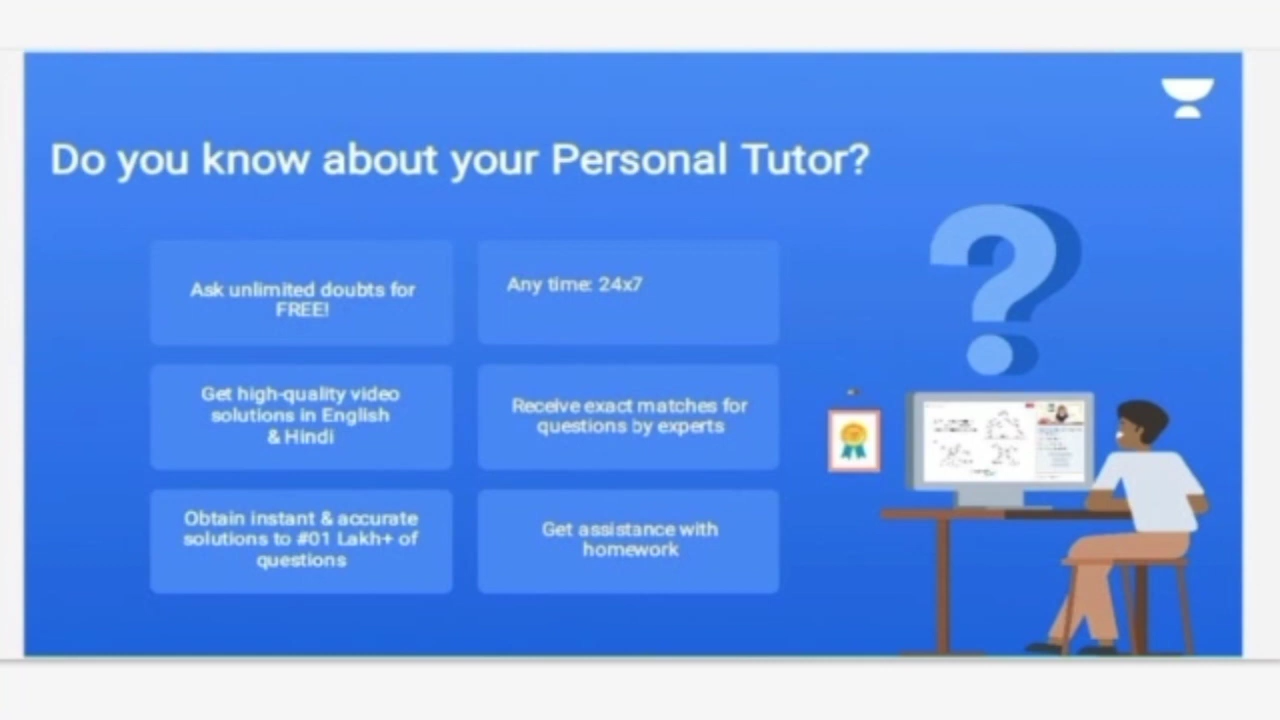 Do you know about your Personal Tutor?
Ask unlimited doubts for
FREE!
Any time: 24x7
Get high-quality video
solutions in English
& Hindi
Receive exact matches for
questions by experts
Obtain instant & accurate
solutions to #01 Lakh+ of
questions
Get assistance with
homework